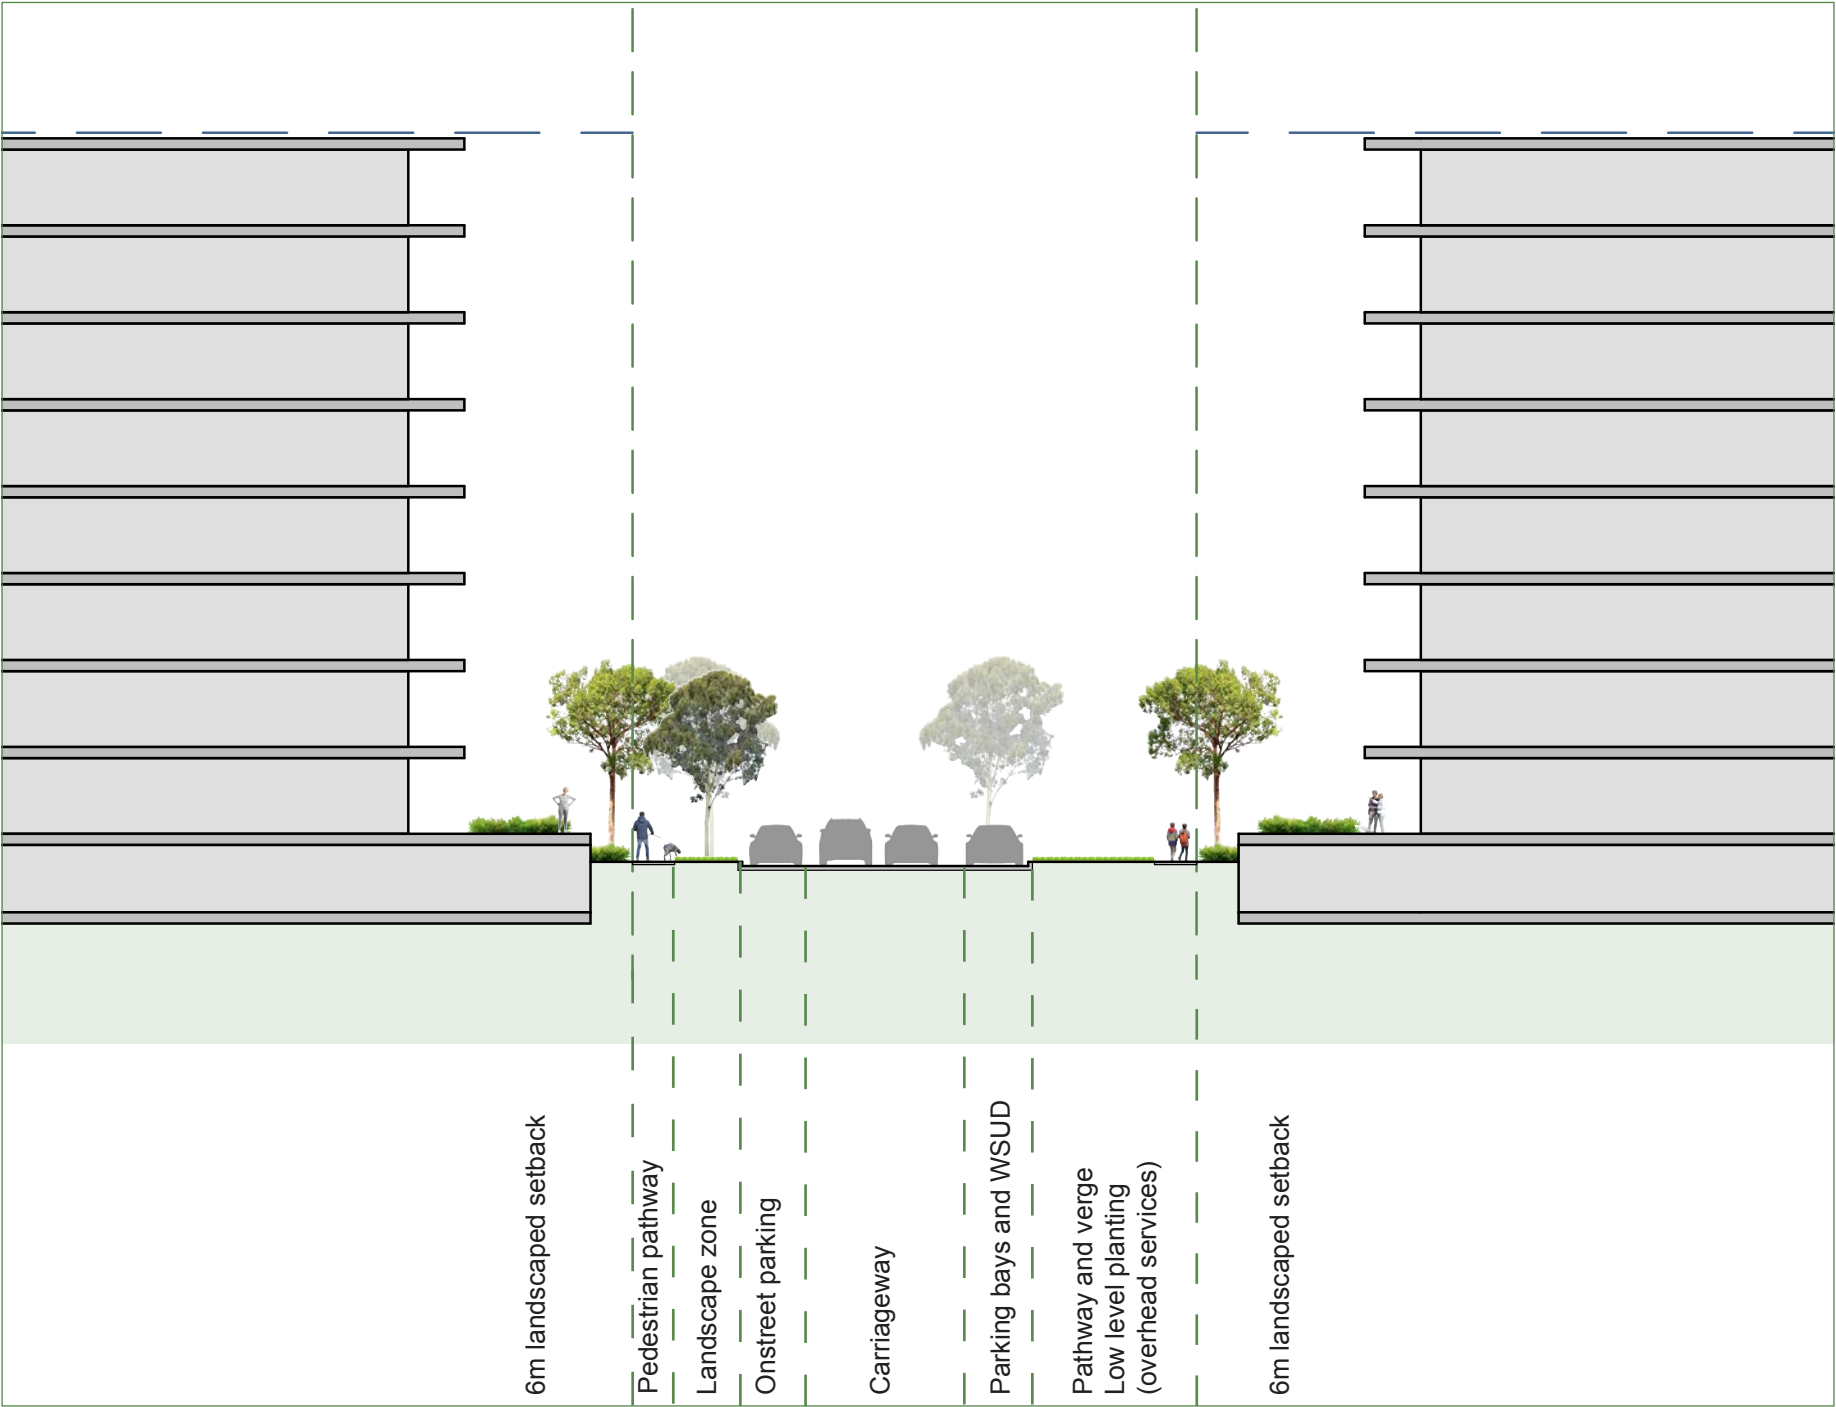 6m landscaped setback
Pedestrian pathway
Landscape zone
Onstreet parking
Carriageway
Parking bays and WSUD
Pathway and verge
Low level planting
(overhead services)
6m landscaped setback